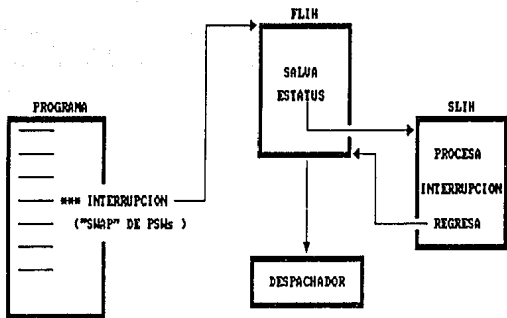 FLIH
SALVA
ESTATUS
PROGRAMA
SLIH
PROCESA
INTERRUPCION
REGRESA
*** INTERRUPCION
("SWAP" DE PSWs )
DESPACHADOR